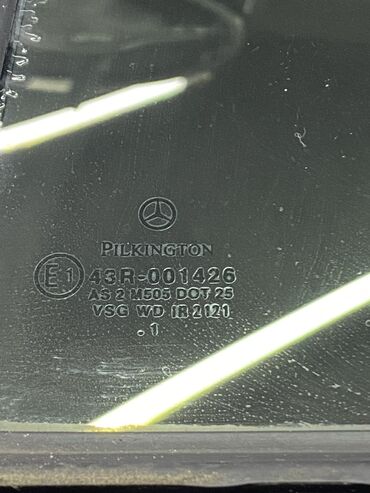 PILKINGTON
E1 43R-001426
AS 2 M505 DOT 25
VSG WD IR 2121
.1